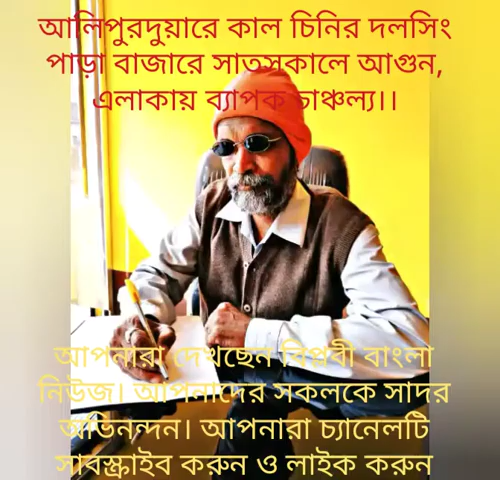 আলিপুরদুয়ারে কাল চিনির দলসিং
পাড়া বাজারে সাতসকালে আগুন,
এলাকায় ব্যাপক চাঞ্চল্য।।
আপনারা দেখছেন বিপ্লবী বাংলা
নিউজ। আপনাদের সকলকে সাদর
অভিনন্দন। আপনারা চ্যানেলটি
সাবস্ক্রাইব করুন ও লাইক করুন